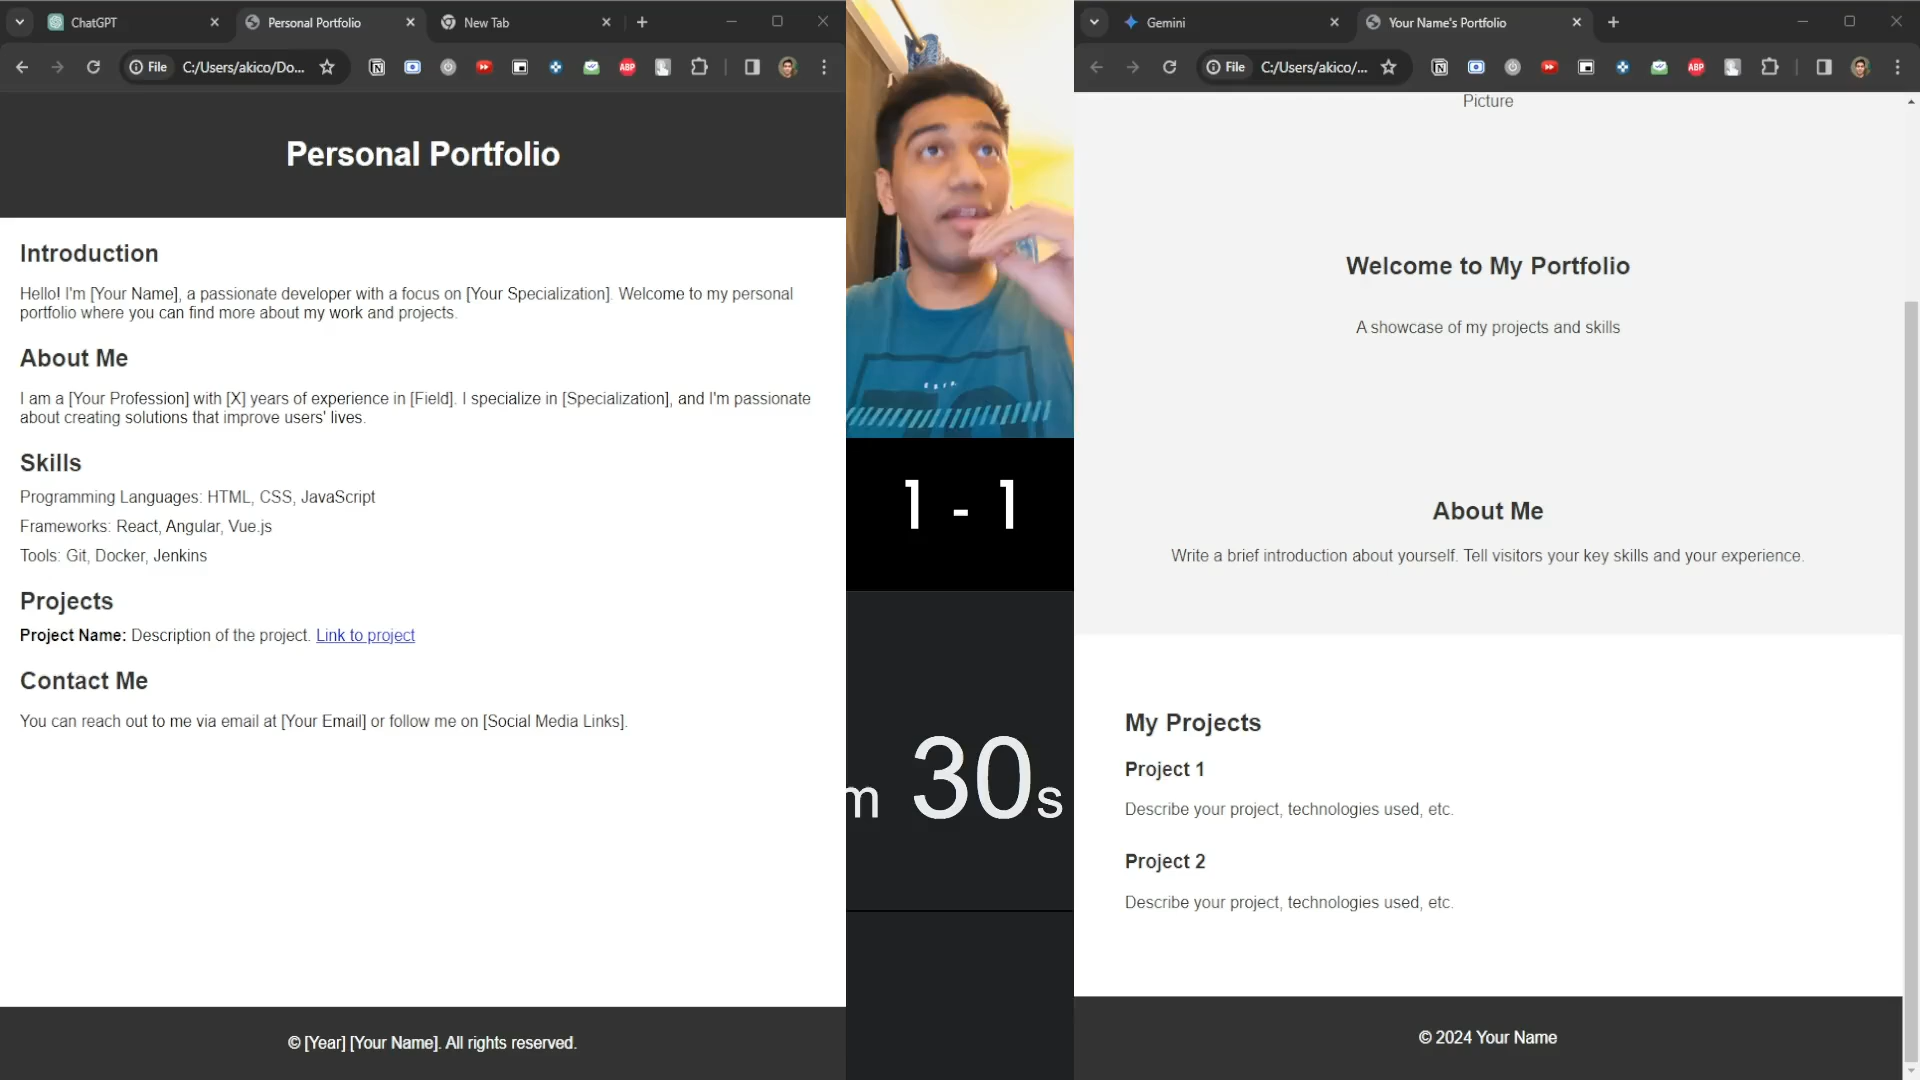 ChatGPT
Personal Portfolio
New Tab
File
C:/Users/akico/Do...
ABP
Personal Portfolio
Introduction
Hello! I'm [Your Name], a passionate developer with a focus on [Your Specialization]. Welcome to my personal
portfolio where you can find more about my work and projects.
About Me
I am a [Your Profession] with [X] years of experience in [Field]. I specialize in [Specialization], and I'm passionate
about creating solutions that improve users' lives.
Skills
Programming Languages: HTML, CSS, JavaScript
Frameworks: React, Angular, Vue.js
Tools: Git, Docker, Jenkins
Projects
Project Name: Description of the project. Link to project
Contact Me
You can reach out to me via email at [Your Email] or follow me on [Social Media Links].
© [Year] [Your Name]. All rights reserved.
1 - 1
m 30s
Gemini
Your Name's Portfolio
File
C:/Users/akico/...
ABP
Picture
Welcome to My Portfolio
A showcase of my projects and skills
About Me
Write a brief introduction about yourself. Tell visitors your key skills and your experience.
My Projects
Project 1
Describe your project, technologies used, etc.
Project 2
Describe your project, technologies used, etc.
© 2024 Your Name